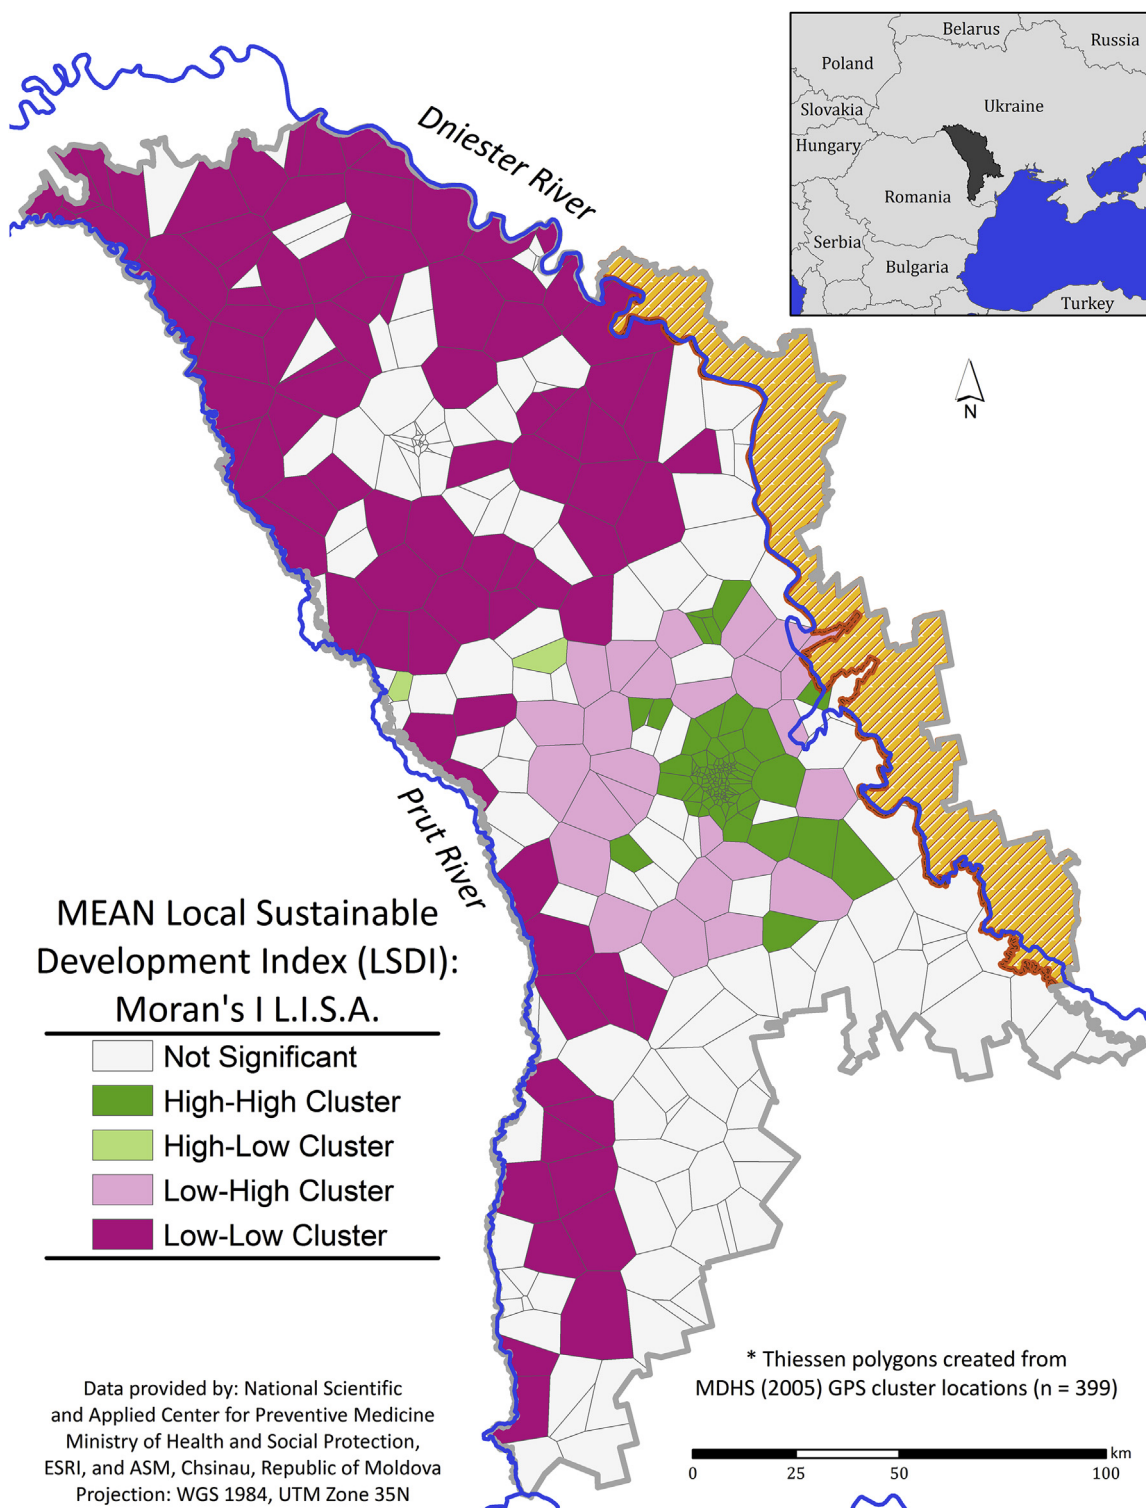 Belarus
Russia
Poland
Slovakia
Ukraine
Hungary
Romania
Serbia
Bulgaria
Turkey
Dniester River
N
Prut River
MEAN Local Sustainable
Development Index (LSDI):
Moran's I L.I.S.A.
Not Significant
High-High Cluster
High-Low Cluster
Low-High Cluster
Low-Low Cluster
* Thiessen polygons created from
MDHS (2005) GPS cluster locations (n = 399)
Data provided by: National Scientific
and Applied Center for Preventive Medicine
Ministry of Health and Social Protection,
ESRI, and ASM, Chsinau, Republic of Moldova
Projection: WGS 1984, UTM Zone 35N
km
0 25 50 100